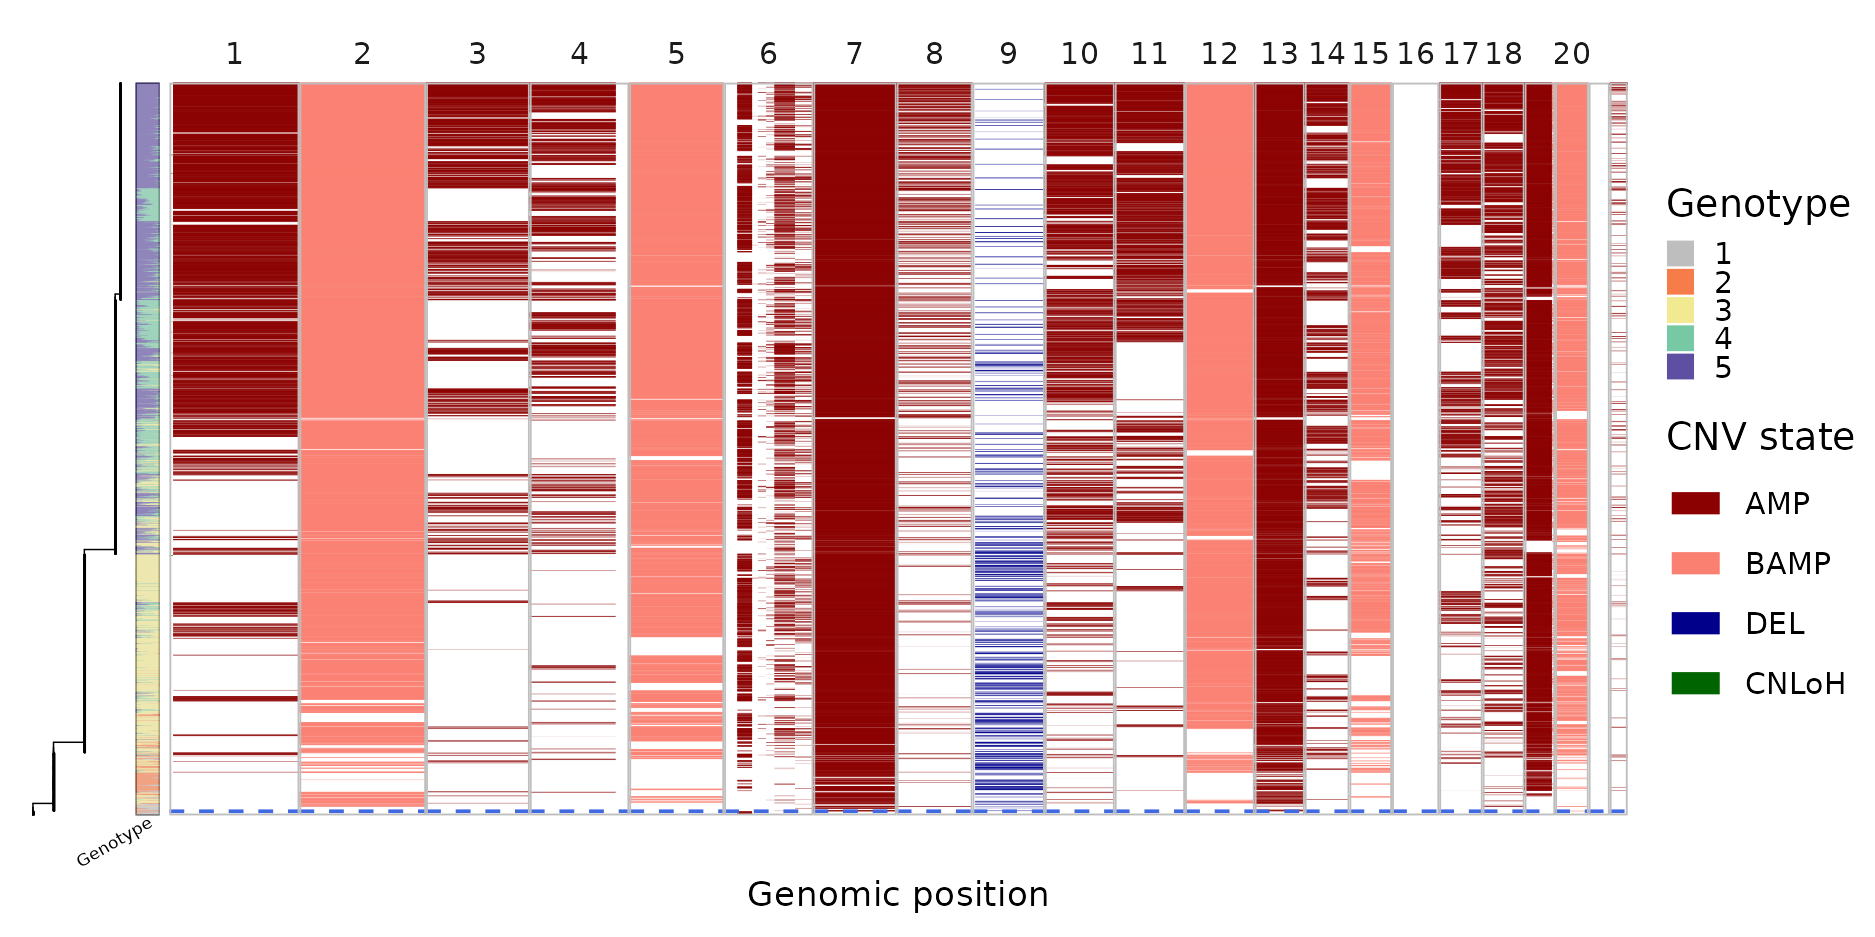 1 2 3 4 5 6 7 8 9 10 11 12 13 14 15 16 17 18 20
Genotype
1
2
3
4
5
CNV state
AMP
BAMP
DEL
CNLoH
Genotype
Genomic position